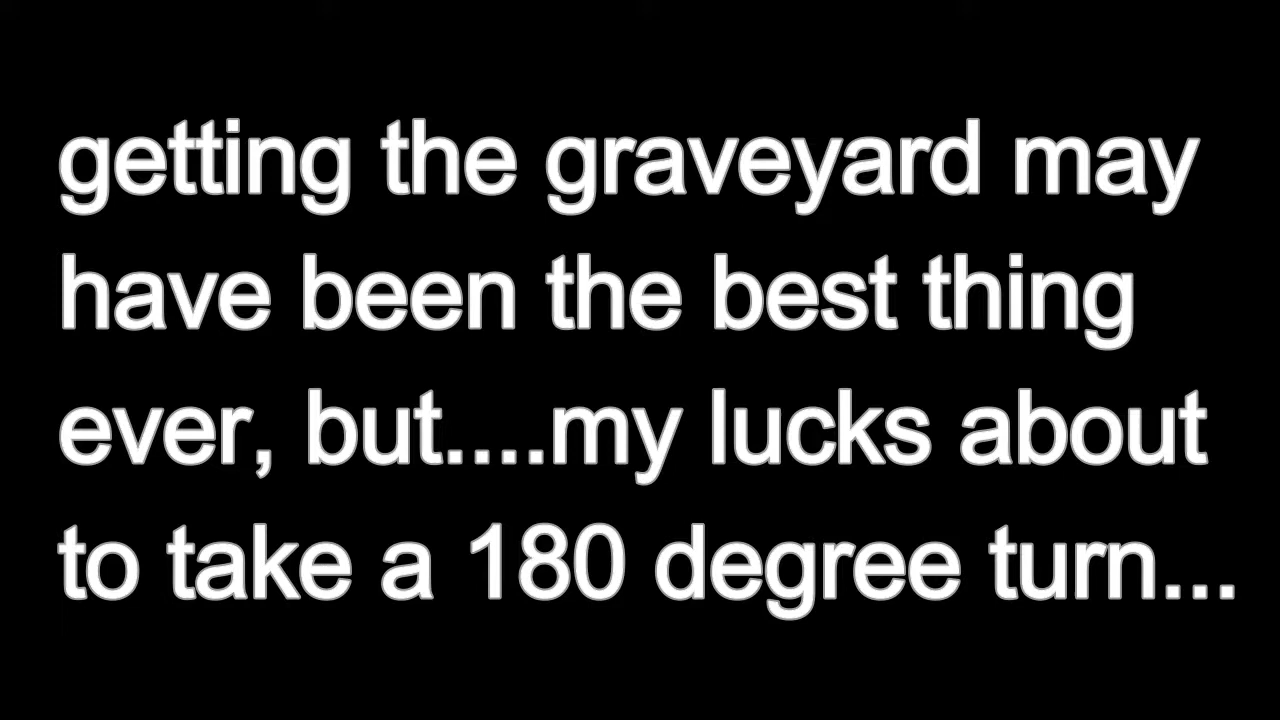 getting the graveyard may
have been the best thing
ever, but....my lucks about
to take a 180 degree turn...